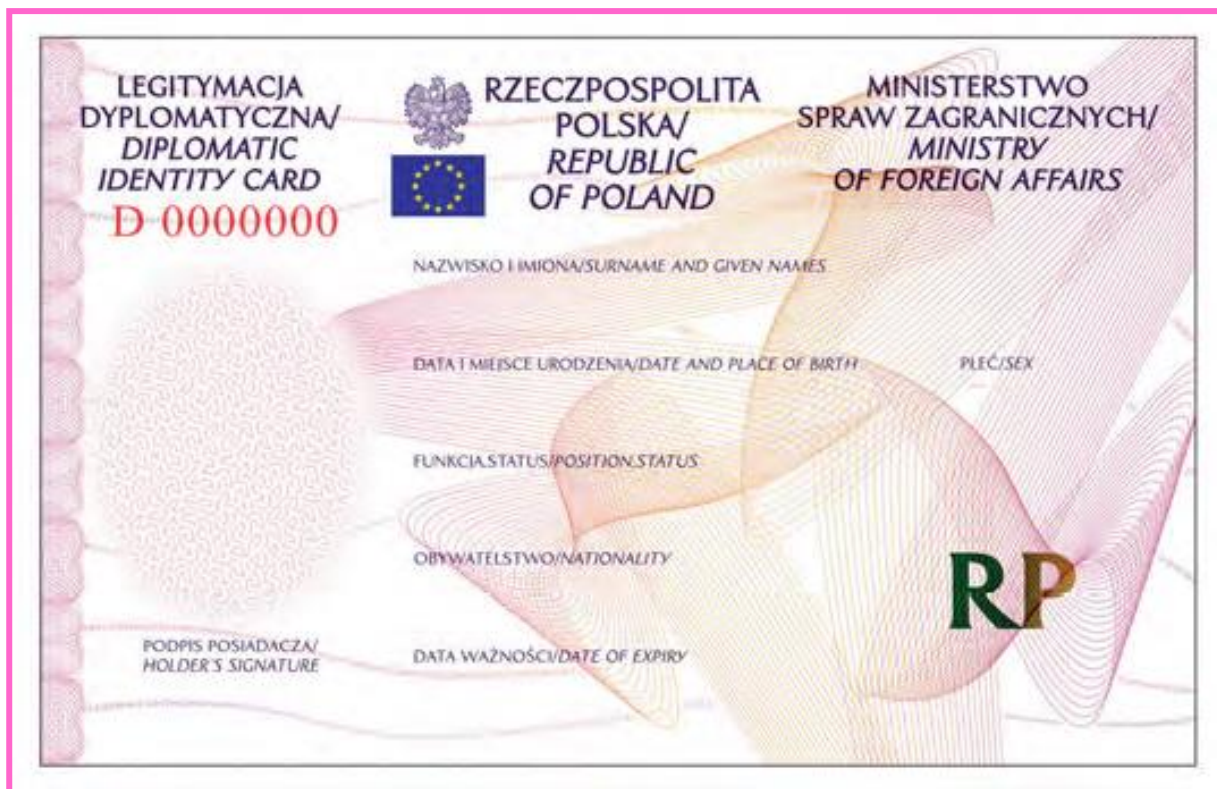 LEGITYMACJA
DYPLOMATYCZNA/
DIPLOMATIC
IDENTITY CARD
D 0000000
RZECZPOSPOLITA
POLSKA/
REPUBLIC
OF POLAND
MINISTERSTWO
SPRAW ZAGRANICZNYCH/
MINISTRY
OF FOREIGN AFFAIRS
NAZWISKO I IMIONA/SURNAME AND GIVEN NAMES
DATA I MIEJSCE URODZENIA/DATE AND PLACE OF BIRTH
PŁEĆ/SEX
FUNKCJA.STATUS/POSITION.STATUS
OBYWATELSTWO/NATIONALITY
RP
PODPIS POSIADACZA/
HOLDER'S SIGNATURE
DATA WAŻNOŚCI/DATE OF EXPIRY